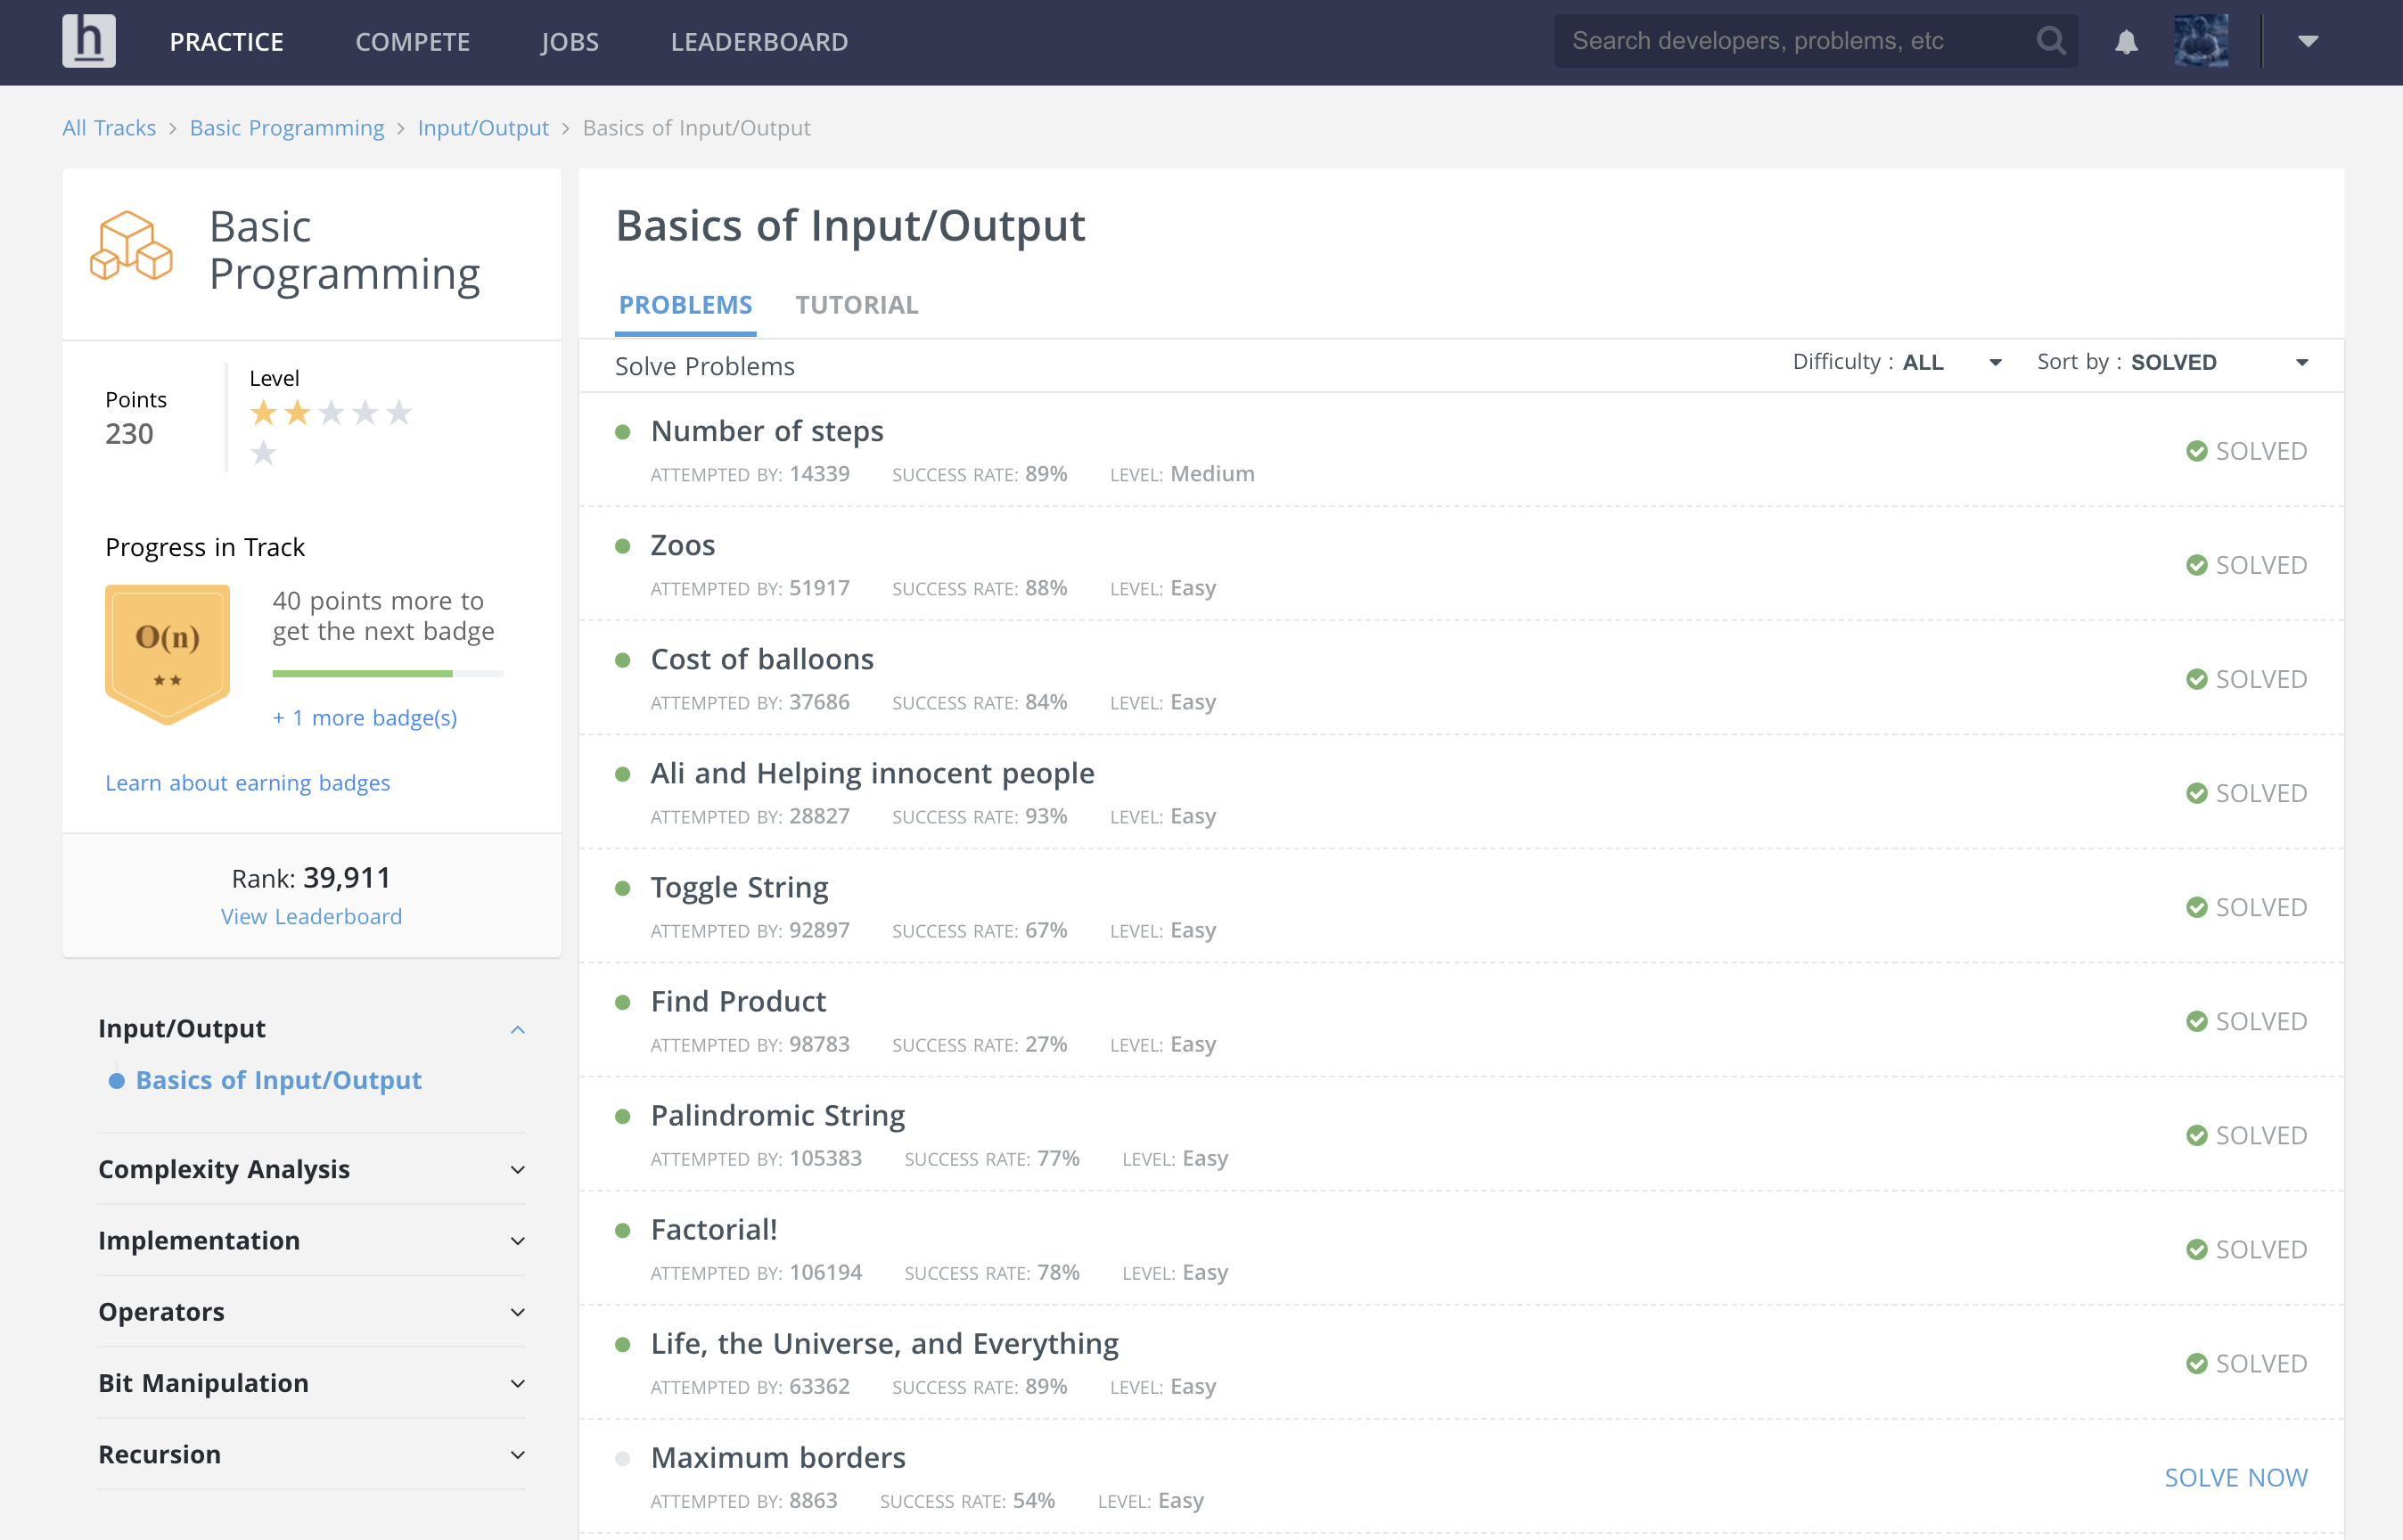 h PRACTICE COMPETE JOBS LEADERBOARD Search developers, problems, etc
All Tracks > Basic Programming > Input/Output > Basics of Input/Output
Basic
Programming
Points
230
Level
Progress in Track
O(n)
40 points more to
get the next badge
+ 1 more badge(s)
Learn about earning badges
Rank: 39,911
View Leaderboard
Input/Output
Basics of Input/Output
Complexity Analysis
Implementation
Operators
Bit Manipulation
Recursion
Basics of Input/Output
PROBLEMS TUTORIAL
Solve Problems Difficulty : ALL Sort by : SOLVED
Number of steps
ATTEMPTED BY: 14339 SUCCESS RATE: 89% LEVEL: Medium
SOLVED
Zoos
ATTEMPTED BY: 51917 SUCCESS RATE: 88% LEVEL: Easy
SOLVED
Cost of balloons
ATTEMPTED BY: 37686 SUCCESS RATE: 84% LEVEL: Easy
SOLVED
Ali and Helping innocent people
ATTEMPTED BY: 28827 SUCCESS RATE: 93% LEVEL: Easy
SOLVED
Toggle String
ATTEMPTED BY: 92897 SUCCESS RATE: 67% LEVEL: Easy
SOLVED
Find Product
ATTEMPTED BY: 98783 SUCCESS RATE: 27% LEVEL: Easy
SOLVED
Palindromic String
ATTEMPTED BY: 105383 SUCCESS RATE: 77% LEVEL: Easy
SOLVED
Factorial!
ATTEMPTED BY: 106194 SUCCESS RATE: 78% LEVEL: Easy
SOLVED
Life, the Universe, and Everything
ATTEMPTED BY: 63362 SUCCESS RATE: 89% LEVEL: Easy
SOLVED
Maximum borders
ATTEMPTED BY: 8863 SUCCESS RATE: 54% LEVEL: Easy
SOLVE NOW